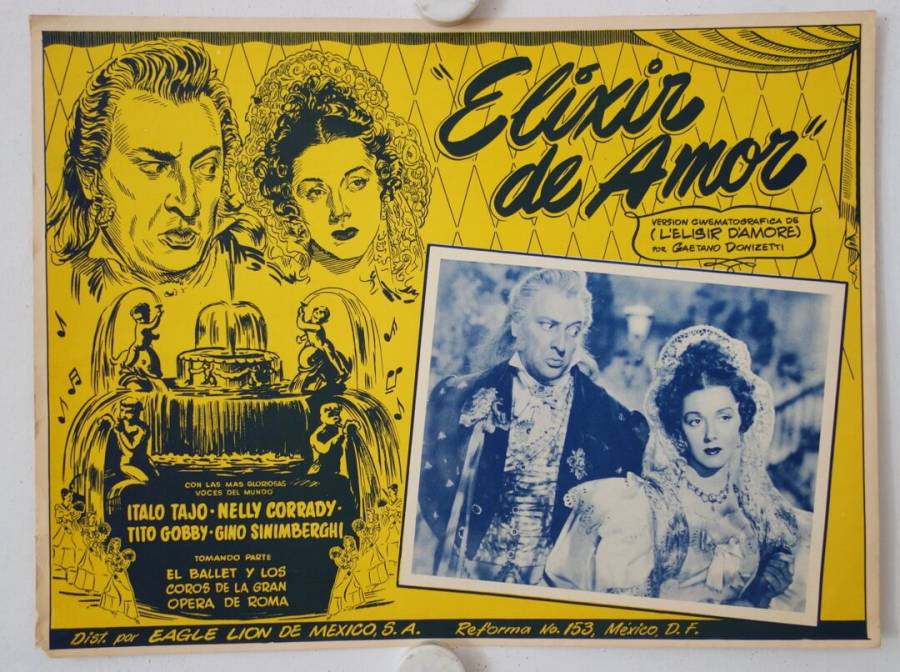 "Elixir
de Amor"
VERSION CINEMATOGRAFICA DE
(L'ELISIR D'AMORE)
POR GAETANO DONIZETTI
CON LAS MAS GLORIOSAS
VOCES DEL MUNDO
ITALO TAJO · NELLY CORRADY ·
TITO GOBBY · GINO SINIMBERGHI
TOMANDO PARTE
EL BALLET Y LOS
COROS DE LA GRAN
OPERA DE ROMA
Dist. por EAGLE LION DE MEXICO, S. A. Reforma No. 153, México, D. F.